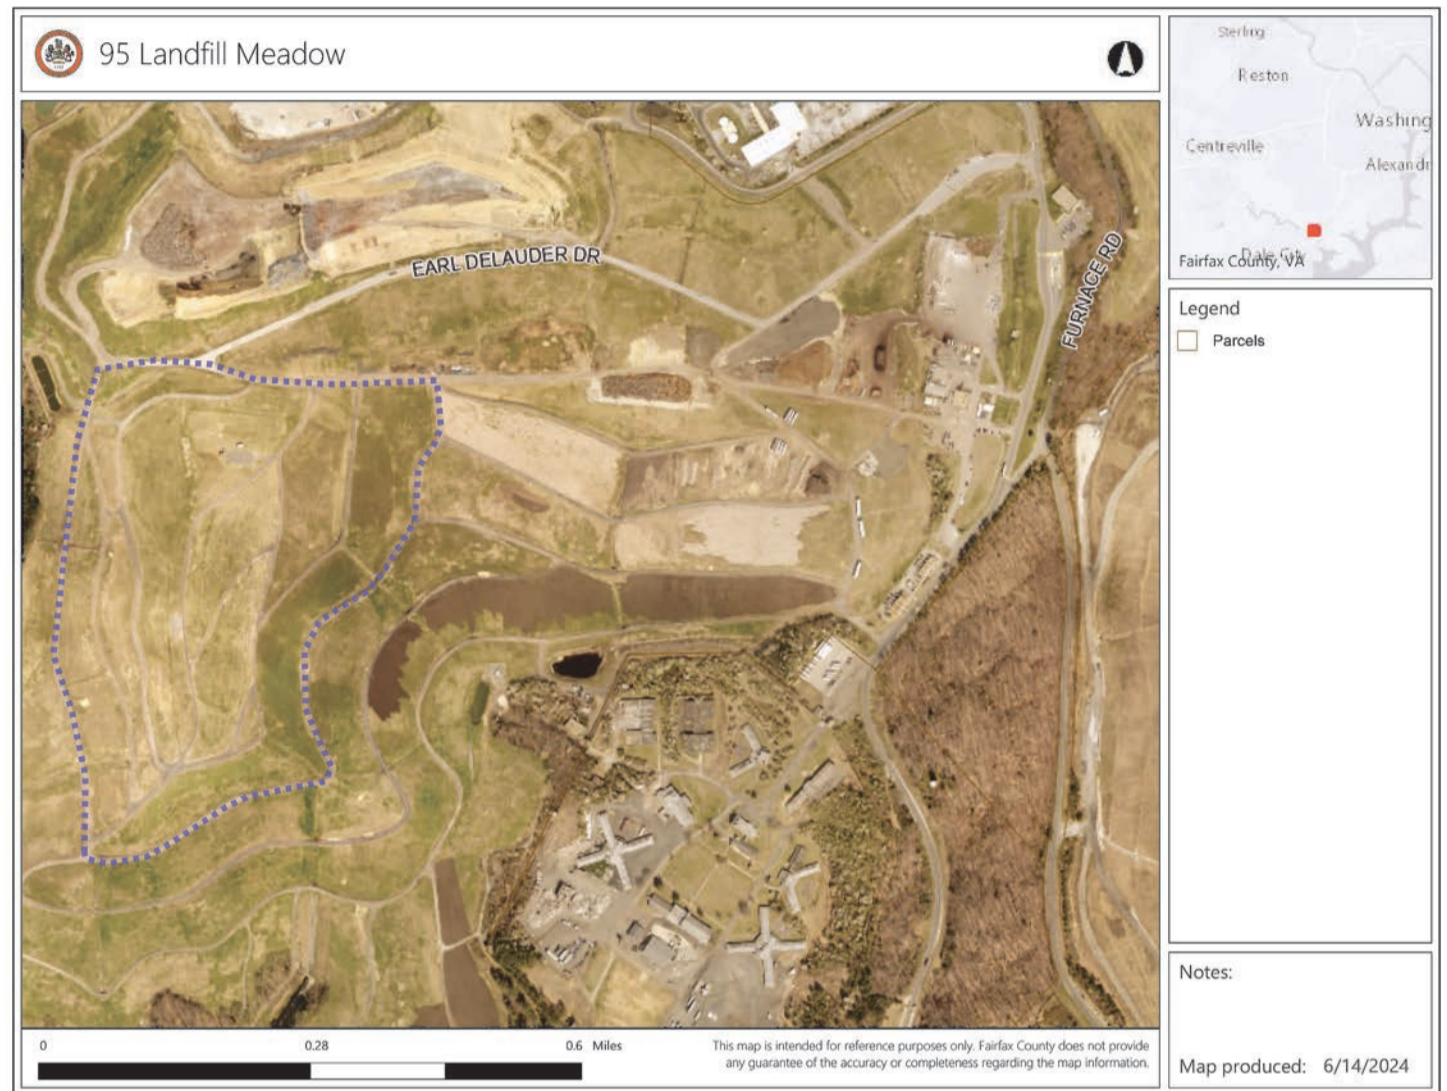 95 Landfill Meadow
EARL DELAUDER DR
FURNACE RD
Sterling
Reston
Washing
Centreville
Alexandr
Dale City
Fairfax County, VA
Legend
Parcels
Notes:
Map produced: 6/14/2024
0 0.28 0.6 Miles
This map is intended for reference purposes only. Fairfax County does not provide
any guarantee of the accuracy or completeness regarding the map information.